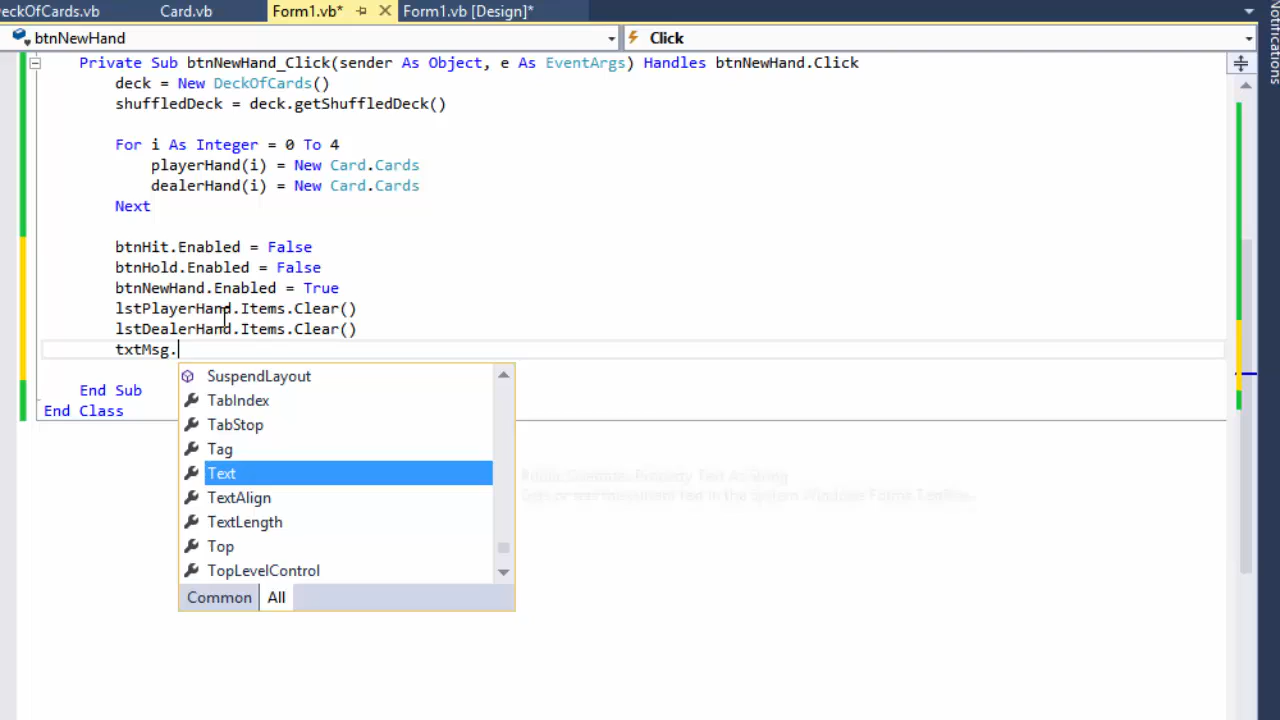 eckOfCards.vb Card.vb Form1.vb* Form1.vb [Design]*
btnNewHand Click
Private Sub btnNewHand_Click(sender As Object, e As EventArgs) Handles btnNewHand.Click
deck = New DeckOfCards()
shuffledDeck = deck.getShuffledDeck()
For i As Integer = 0 To 4
playerHand(i) = New Card.Cards
dealerHand(i) = New Card.Cards
Next
btnHit.Enabled = False
btnHold.Enabled = False
btnNewHand.Enabled = True
lstPlayerHand.Items.Clear()
lstDealerHand.Items.Clear()
txtMsg.
SuspendLayout
TabIndex
TabStop
Tag
Text
TextAlign
TextLength
Top
TopLevelControl
Common All
End Sub
End Class
Notifications